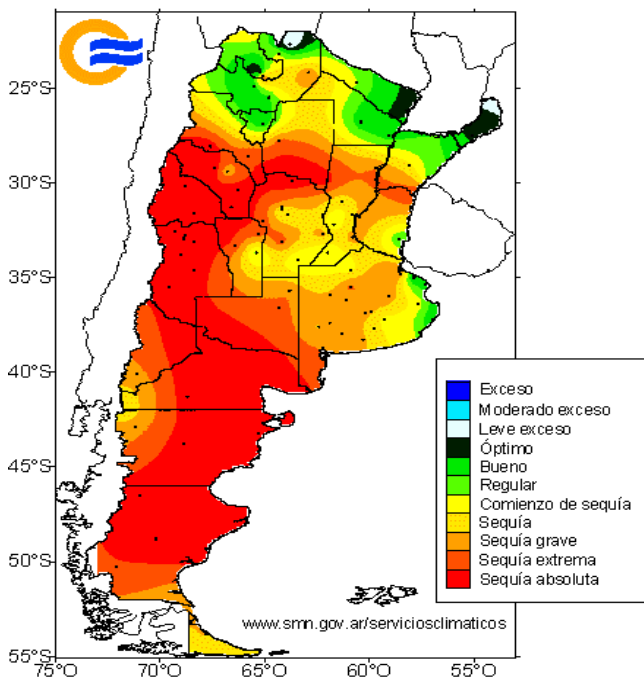 25°S
30°S
35°S
40°S
45°S
50°S
55°S
75°O
70°O
65°O
60°O
55°O
Exceso
Moderado exceso
Leve exceso
Óptimo
Bueno
Regular
Comienzo de sequía
Sequía
Sequía grave
Sequía extrema
Sequía absoluta
www.smn.gov.ar/serviciosclimaticos